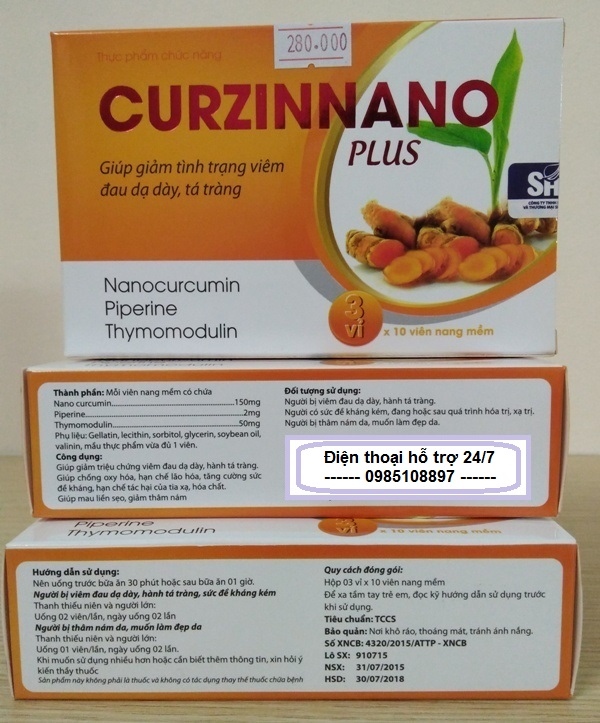 280.000
Thực phẩm chức năng
CURZINNANO
PLUS
Giúp giảm tình trạng viêm
đau dạ dày, tá tràng
SH
CÔNG TY TNHH
VÀ THƯƠNG MẠI
Nanocurcumin
Piperine
Thymomodulin
3
vỉ
x 10 viên nang mềm
Thành phần: Mỗi viên nang mềm có chứa
Nano curcumin..............................150mg
Piperine..............................2mg
Thymomodulin..............................50mg
Phụ liệu: Gellatin, lecithin, sorbitol, glycerin, soybean oil,
valinin, mầu thực phẩm vừa đủ 1 viên.
Công dụng:
Giúp giảm triệu chứng viêm đau dạ dày, hành tá tràng.
Giúp chống oxy hóa, hạn chế lão hóa, tăng cường sức
đề kháng, hạn chế tác hại của tia xạ, hóa chất.
Giúp mau liền sẹo, giảm thâm nám
Đối tượng sử dụng:
Người bị viêm đau dạ dày, hành tá tràng.
Người có sức đề kháng kém, đang hoặc sau quá trình hóa trị, xạ trị.
Người bị thâm nám da, muốn làm đẹp da.
Điện thoại hỗ trợ 24/7
------ 0985108897 ------
Piperine
Thymomodulin
3
vỉ
x 10 viên nang mềm
Hướng dẫn sử dụng:
Nên uống trước bữa ăn 30 phút hoặc sau bữa ăn 01 giờ.
Người bị viêm đau dạ dày, hành tá tràng, sức đề kháng kém
Thanh thiếu niên và người lớn:
Uống 02 viên/lần, ngày uống 02 lần
Người bị thâm nám da, muốn làm đẹp da
Thanh thiếu niên và người lớn:
Uống 01 viên/lần, ngày uống 02 lần.
Khi muốn sử dụng nhiều hơn hoặc cần biết thêm thông tin, xin hỏi ý
kiến thầy thuốc
Sản phẩm này không phải là thuốc và không có tác dụng thay thế thuốc chữa bệnh
Quy cách đóng gói:
Hộp 03 vỉ x 10 viên nang mềm
Để xa tầm tay trẻ em, đọc kỹ hướng dẫn sử dụng trước
khi sử dụng.
Tiêu chuẩn: TCCS
Bảo quản: Nơi khô ráo, thoáng mát, tránh ánh nắng.
Số XNCB: 4320/2015/ATTP - XNCB
Lô SX: 910715
NSX: 31/07/2015
HSD: 30/07/2018